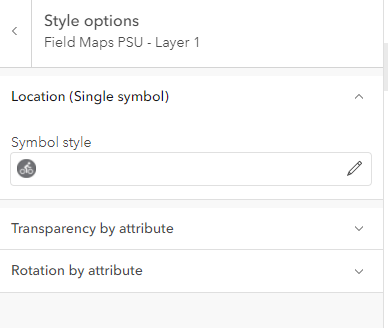 Style options
Field Maps PSU - Layer 1
Location (Single symbol)
Symbol style
Transparency by attribute
Rotation by attribute